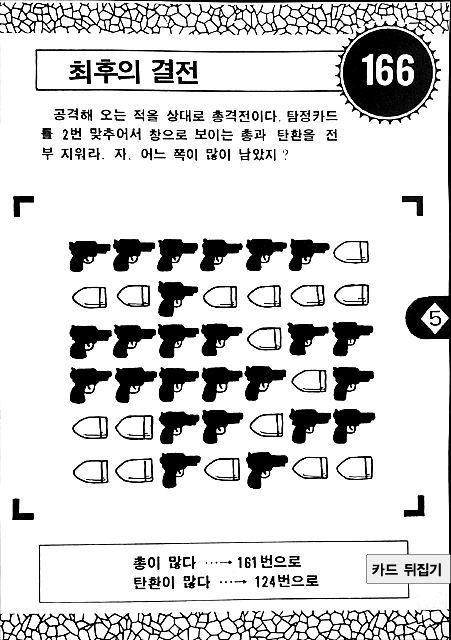 최후의 결전
166
공격해 오는 적을 상대로 총격전이다. 탐정카드
를 2번 맞추어서 창으로 보이는 총과 탄환을 전
부 지워라. 자, 어느 쪽이 많이 남았지?
5
총이 많다 ···→ 161번으로
탄환이 많다 ···→ 124번으로
카드 뒤집기